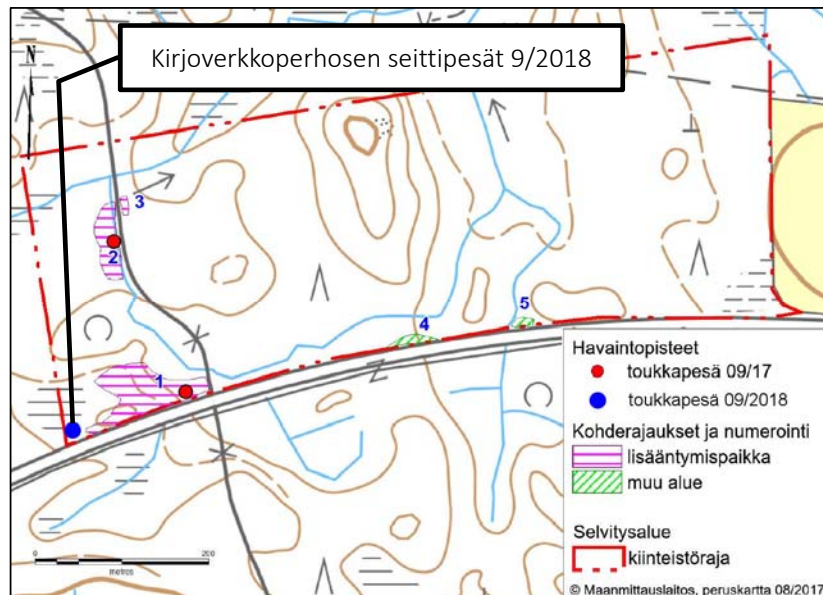 Kirjoverkkoperhosen seittipesät 9/2018
N
3
2
1
4
5
Z
0
200
metros
Havaintopisteet
toukkapesä 09/17
toukkapesä 09/2018
Kohderajaukset ja numerointi
lisääntymispaikka
muu alue
Selvitysalue
kiinteistöraja
© Maanmittauslaitos, peruskartta 08/2017